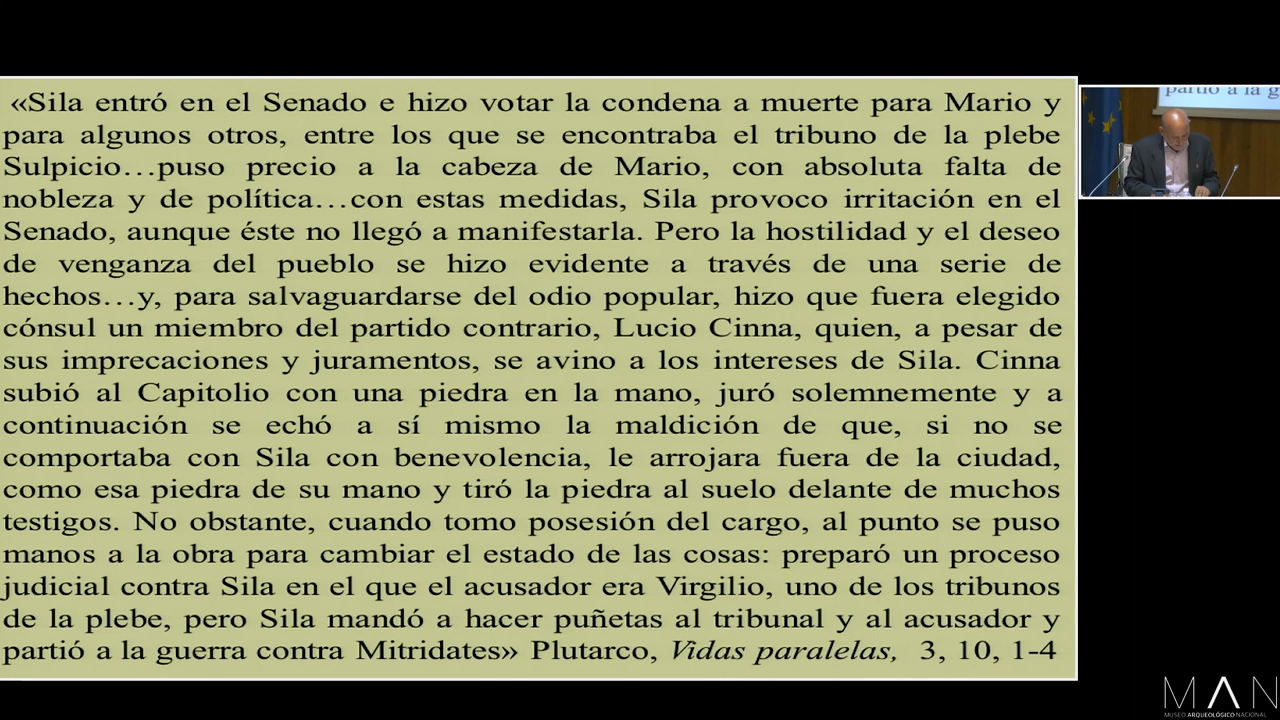 «Sila entró en el Senado e hizo votar la condena a muerte para Mario y
para algunos otros, entre los que se encontraba el tribuno de la plebe
Sulpicio…puso precio a la cabeza de Mario, con absoluta falta de
nobleza y de política…con estas medidas, Sila provoco irritación en el
Senado, aunque éste no llegó a manifestarla. Pero la hostilidad y el deseo
de venganza del pueblo se hizo evidente a través de una serie de
hechos…y, para salvaguardarse del odio popular, hizo que fuera elegido
cónsul un miembro del partido contrario, Lucio Cinna, quien, a pesar de
sus imprecaciones y juramentos, se avino a los intereses de Sila. Cinna
subió al Capitolio con una piedra en la mano, juró solemnemente y a
continuación se echó a sí mismo la maldición de que, si no se
comportaba con Sila con benevolencia, le arrojara fuera de la ciudad,
como esa piedra de su mano y tiró la piedra al suelo delante de muchos
testigos. No obstante, cuando tomo posesión del cargo, al punto se puso
manos a la obra para cambiar el estado de las cosas: preparó un proceso
judicial contra Sila en el que el acusador era Virgilio, uno de los tribunos
de la plebe, pero Sila mandó a hacer puñetas al tribunal y al acusador y
partió a la guerra contra Mitridates» Plutarco, Vidas paralelas, 3, 10, 1-4
partió a la g
MAN
MUSEO ARQUEOLÓGICO NACIONAL